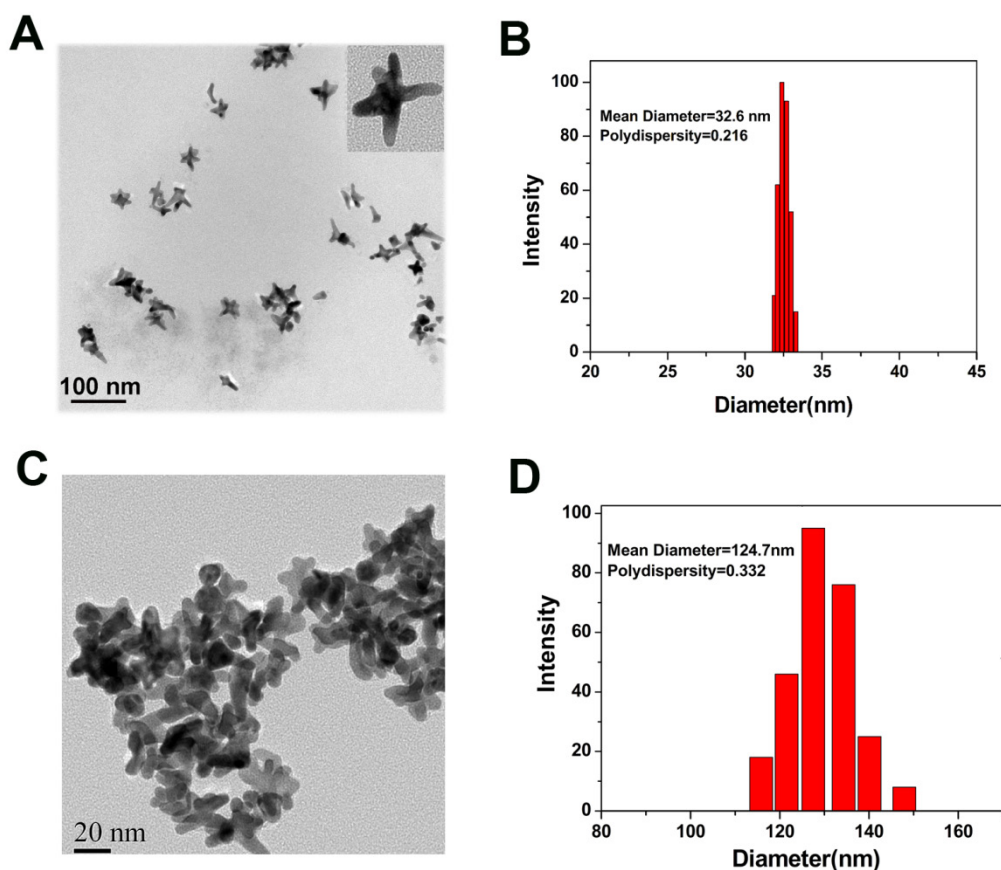 A
100 nm
B
Mean Diameter=32.6 nm
Polydispersity=0.216
Intensity
100
80
60
40
20
0
20 25 30 35 40 45
Diameter(nm)
C
20 nm
D
Mean Diameter=124.7nm
Polydispersity=0.332
Intensity
100
80
60
40
20
0
80 100 120 140 160
Diameter(nm)